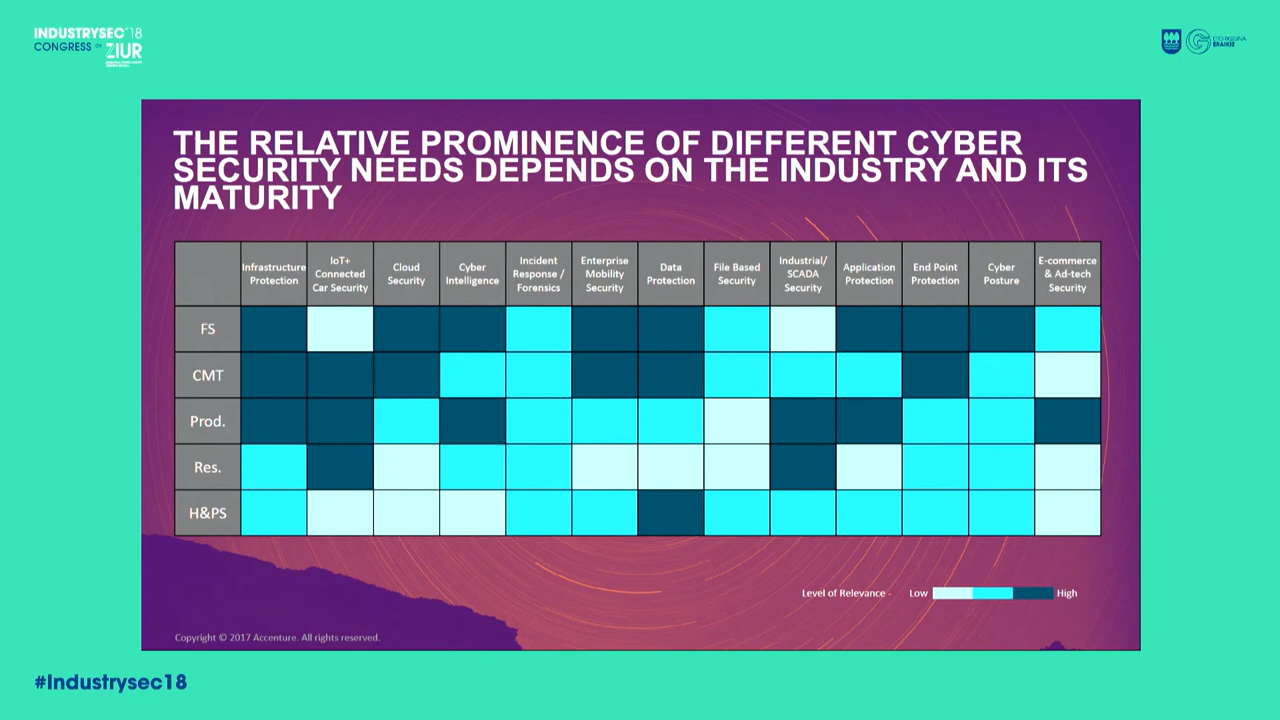 INDUSTRYSEC'18
CONGRESS BY ZIUR
THE RELATIVE PROMINENCE OF DIFFERENT CYBER
SECURITY NEEDS DEPENDS ON THE INDUSTRY AND ITS
MATURITY
Infrastructure
Protection
IoT+
Connected
Car Security
Cloud
Security
Cyber
Intelligence
Incident
Response /
Forensics
Enterprise
Mobility
Security
Data
Protection
File Based
Security
Industrial/
SCADA
Security
Application
Protection
End Point
Protection
Cyber
Posture
E-commerce
& Ad-tech
Security
FS
CMT
Prod.
Res.
H&PS
Level of Relevance - Low High
Copyright © 2017 Accenture. All rights reserved.
#Industrysec18